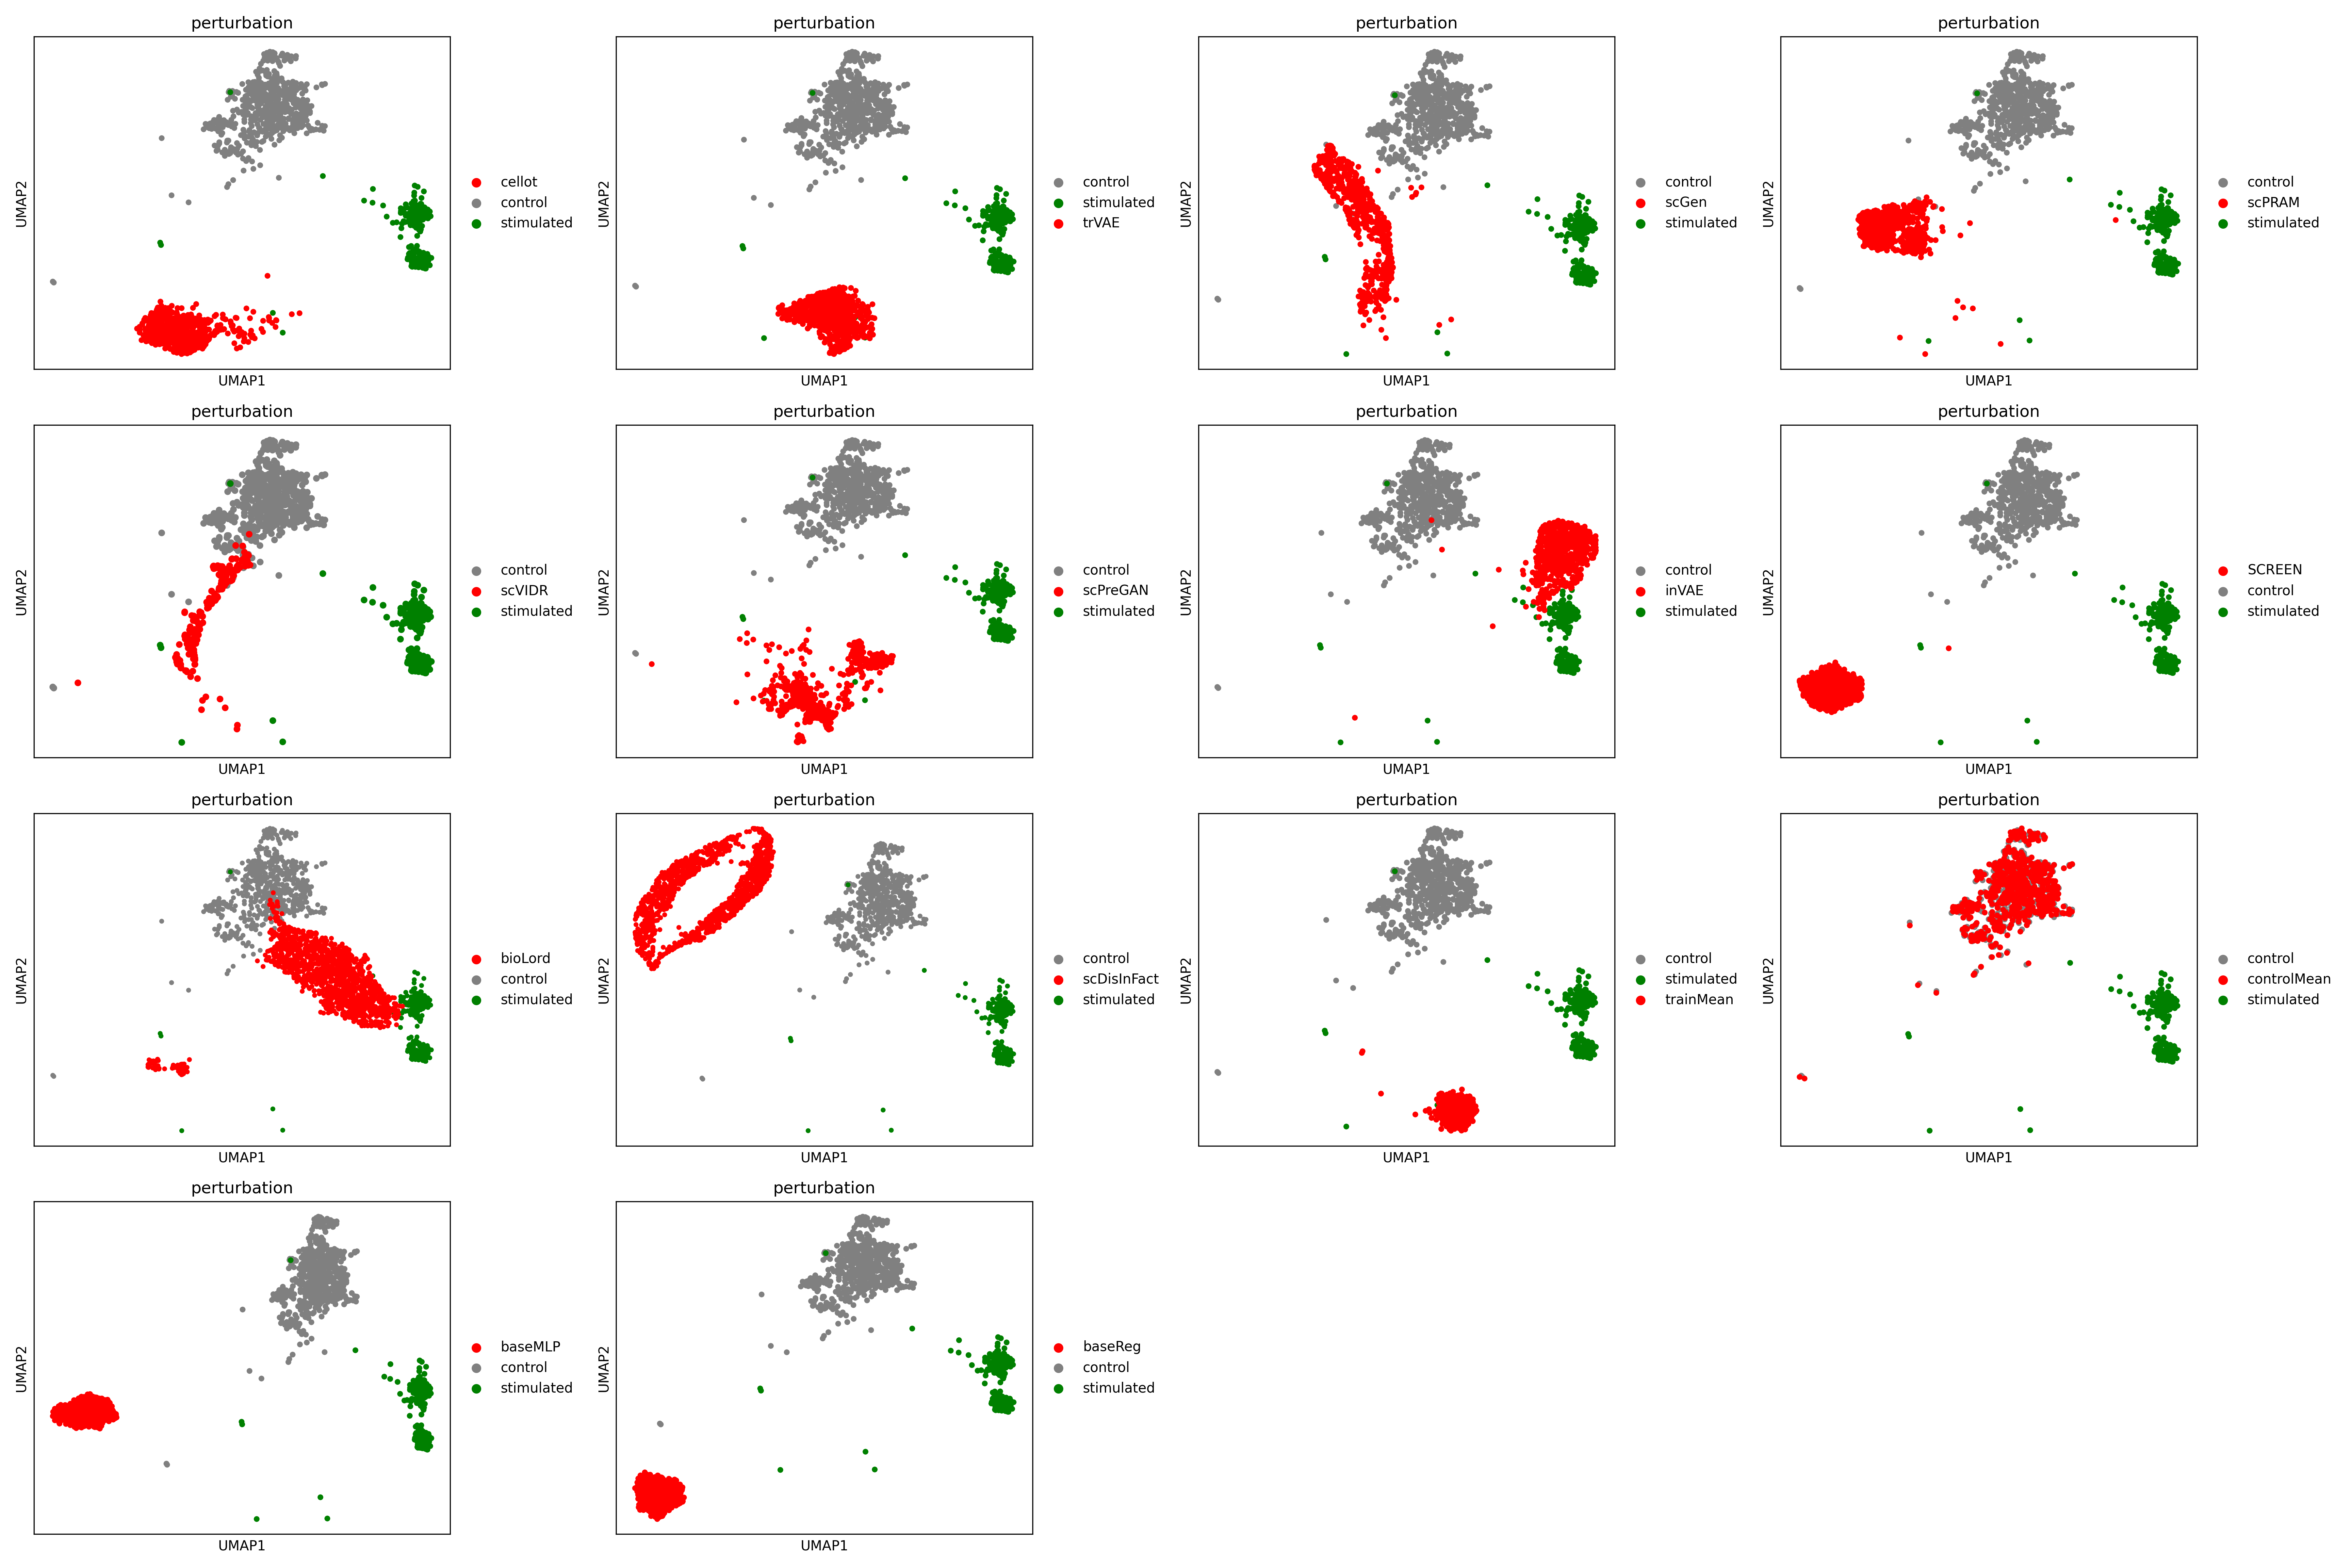 perturbation
UMAP2
UMAP1
cellot
control
stimulated
perturbation
UMAP2
UMAP1
control
stimulated
trVAE
perturbation
UMAP2
UMAP1
control
scGen
stimulated
perturbation
UMAP2
UMAP1
control
scPRAM
stimulated
perturbation
UMAP2
UMAP1
control
scVIDR
stimulated
perturbation
UMAP2
UMAP1
control
scPreGAN
stimulated
perturbation
UMAP2
UMAP1
control
inVAE
stimulated
perturbation
UMAP2
UMAP1
SCREEN
control
stimulated
perturbation
UMAP2
UMAP1
bioLord
control
stimulated
perturbation
UMAP2
UMAP1
control
scDisInFact
stimulated
perturbation
UMAP2
UMAP1
control
stimulated
trainMean
perturbation
UMAP2
UMAP1
control
controlMean
stimulated
perturbation
UMAP2
UMAP1
baseMLP
control
stimulated
perturbation
UMAP2
UMAP1
baseReg
control
stimulated